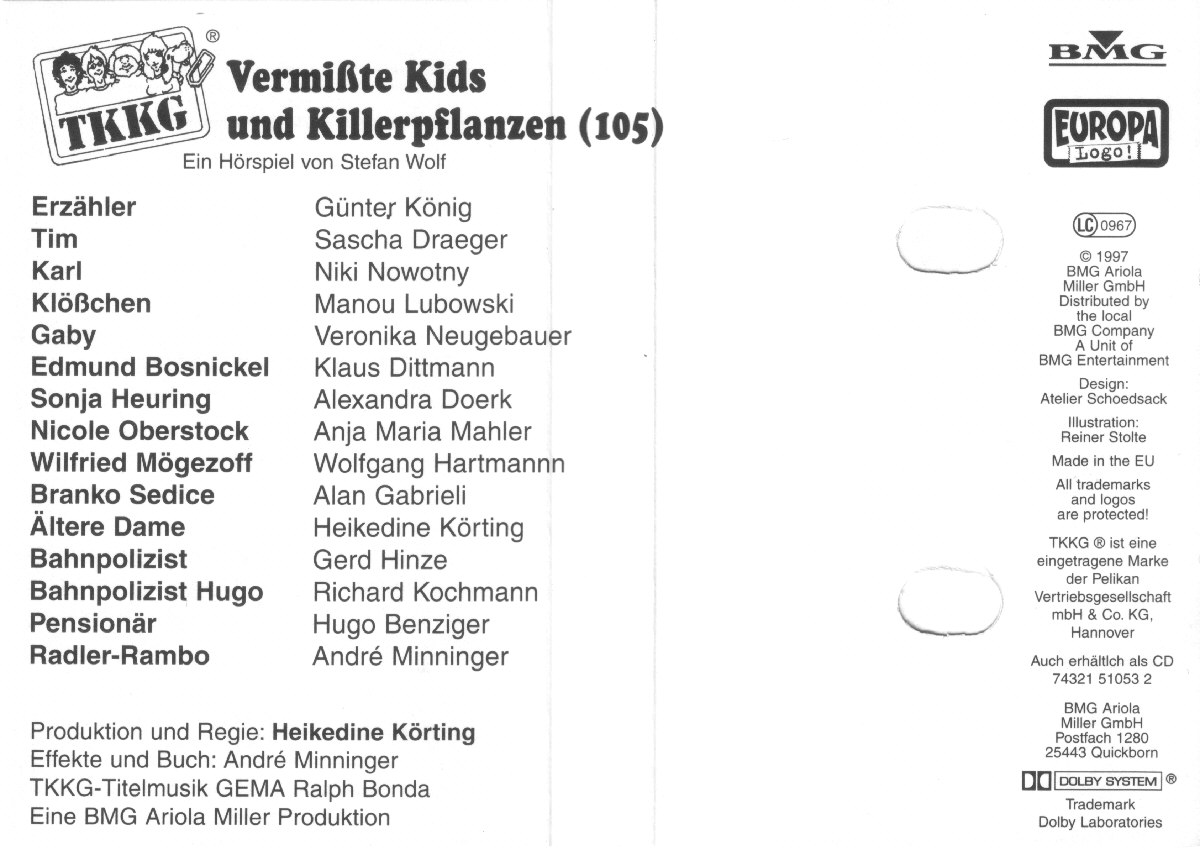 TKKG ®
Vermißte Kids
und Killerpflanzen (105)
Ein Hörspiel von Stefan Wolf
Erzähler Günter König
Tim Sascha Draeger
Karl Niki Nowotny
Klößchen Manou Lubowski
Gaby Veronika Neugebauer
Edmund Bosnickel Klaus Dittmann
Sonja Heuring Alexandra Doerk
Nicole Oberstock Anja Maria Mahler
Wilfried Mögezoff Wolfgang Hartmannn
Branko Sedice Alan Gabrieli
Ältere Dame Heikedine Körting
Bahnpolizist Gerd Hinze
Bahnpolizist Hugo Richard Kochmann
Pensionär Hugo Benziger
Radler-Rambo André Minninger
Produktion und Regie: Heikedine Körting
Effekte und Buch: André Minninger
TKKG-Titelmusik GEMA Ralph Bonda
Eine BMG Ariola Miller Produktion
BMG
EUROPA
Logo!
LC 0967
© 1997
BMG Ariola
Miller GmbH
Distributed by
the local
BMG Company
A Unit of
BMG Entertainment
Design:
Atelier Schoedsack
Illustration:
Reiner Stolte
Made in the EU
All trademarks
and logos
are protected!
TKKG ® ist eine
eingetragene Marke
der Pelikan
Vertriebsgesellschaft
mbH & Co. KG,
Hannover
Auch erhältlch als CD
74321 51053 2
BMG Ariola
Miller GmbH
Postfach 1280
25443 Quickborn
DOLBY SYSTEM ®
Trademark
Dolby Laboratories